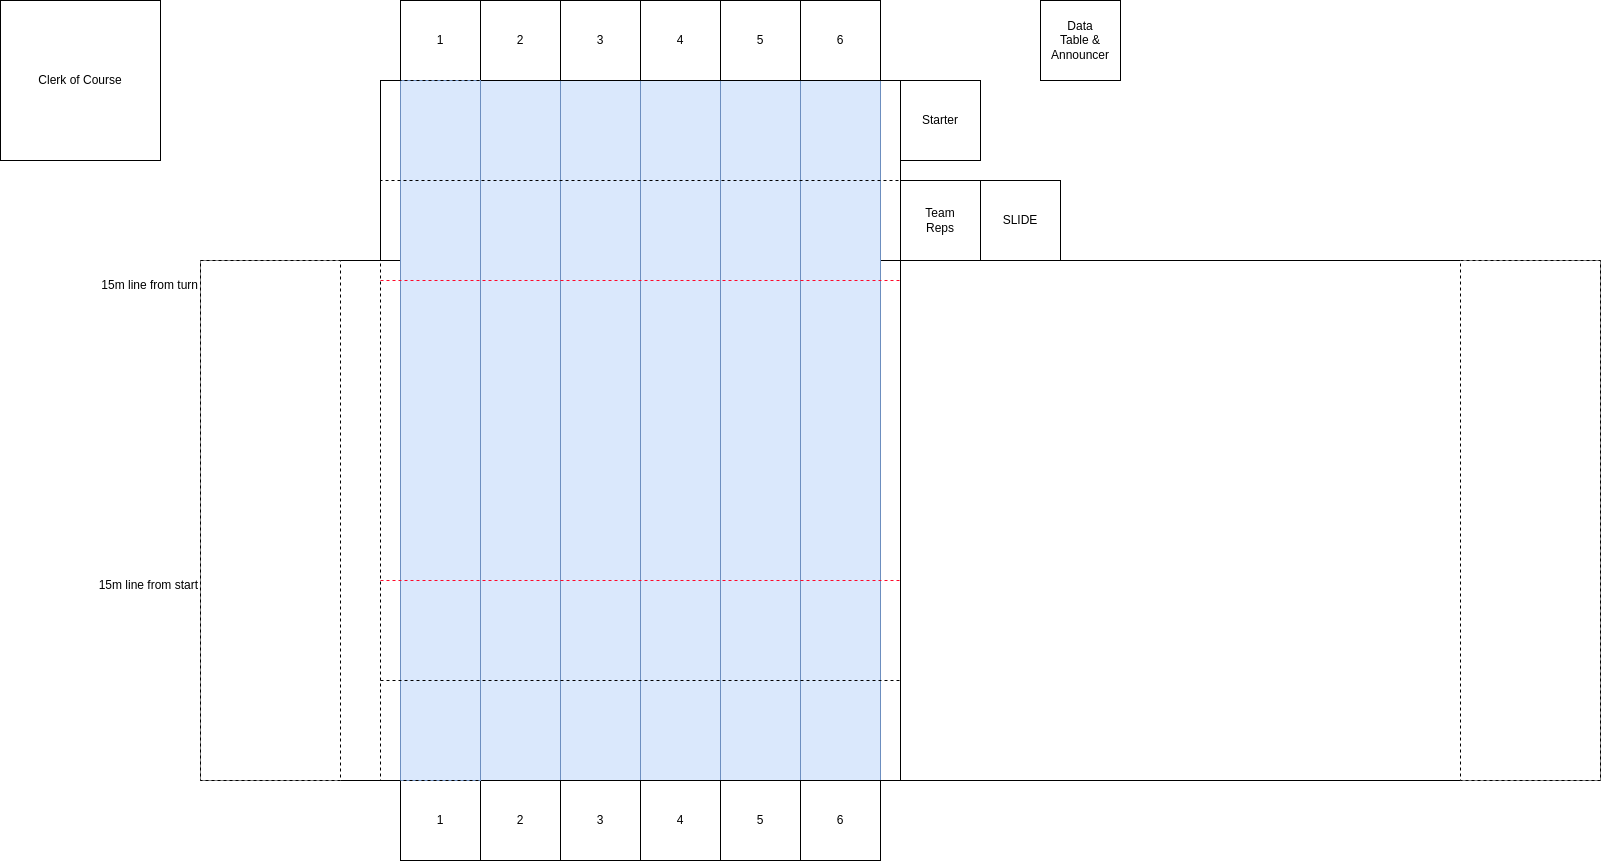 1
2
3
4
5
6
Data
Table &
Announcer
Clerk of Course
Starter
Team
Reps
SLIDE
15m line from turn
15m line from start
1
2
3
4
5
6